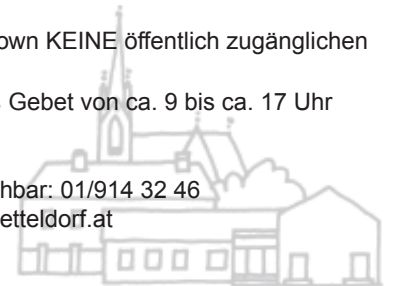 own KEINE öffentlich zugänglichen
Gebet von ca. 9 bis ca. 17 Uhr
hbar: 01/914 32 46
etteldorf.at